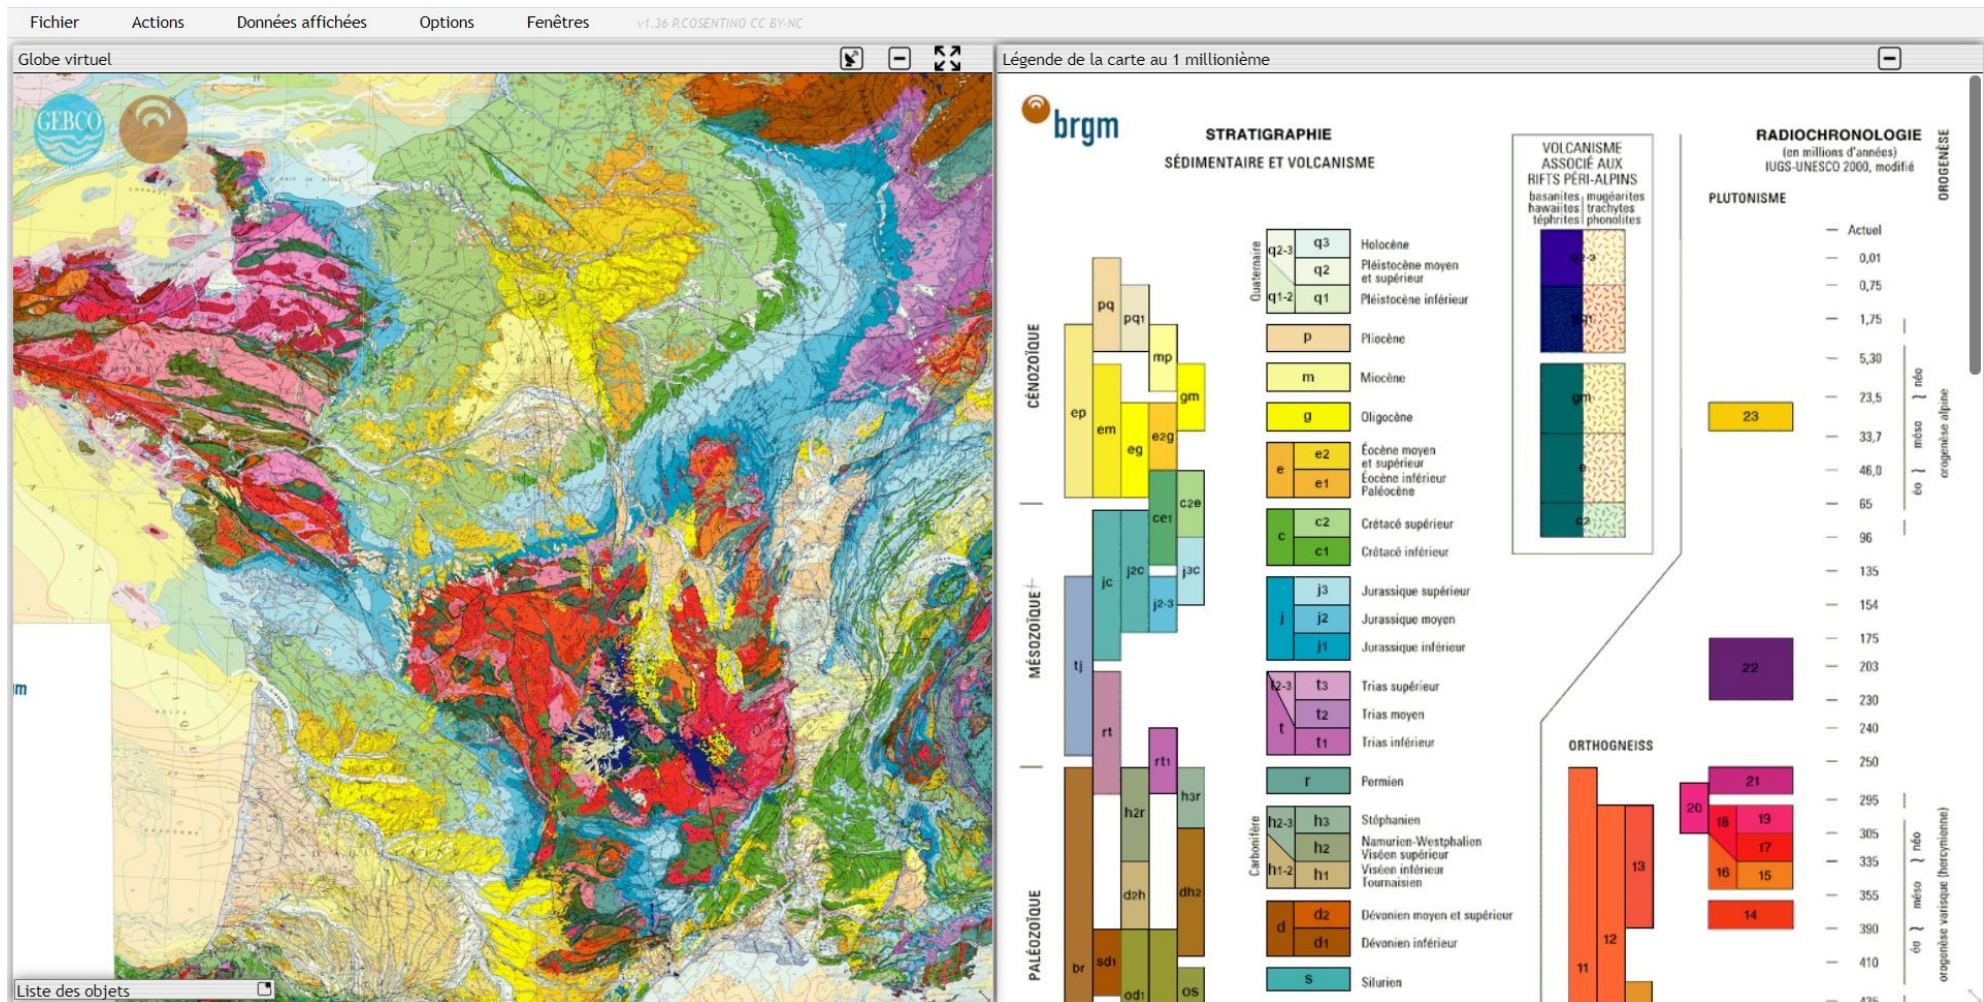 Fichier Actions Données affichées Options Fenêtres v1.36 P.COSENTINO CC BY-NC
Globe virtuel
GEBCO
Liste des objets
Légende de la carte au 1 millionième
brgm
STRATIGRAPHIE
SÉDIMENTAIRE ET VOLCANISME
VOLCANISME
ASSOCIÉ AUX
RIFTS PÉRI-ALPINS
basanites mugéarites
hawaiites trachytes
téphrites phonolites
RADIOCHRONOLOGIE
(en millions d'années)
IUGS-UNESCO 2000, modifié
PLUTONISME
OROGENÈSE
CÉNOZOÏQUE
MÉSOZOÏQUE
PALÉOZOÏQUE
pq
pq1
mp
gm
ep
em
eg
e2g
ce1
c2e
jc
j2c
j3c
j2-3
tj
rt
rt1
h2r
h3r
d2h
dh2
br
sd1
od1
os
Quaternaire
q2-3
q1-2
q3 Holocène
q2 Pléistocène moyen
et supérieur
q1 Pléistocène inférieur
p Pliocène
m Miocène
g Oligocène
e
e2 Éocène moyen
et supérieur
e1 Éocène inférieur
Paléocène
c
c2 Crétacé supérieur
c1 Crétacé inférieur
j
j3 Jurassique supérieur
j2 Jurassique moyen
j1 Jurassique inférieur
t2-3
t
t3 Trias supérieur
t2 Trias moyen
t1 Trias inférieur
r Permien
Carbonifère
h2-3
h1-2
h3 Stéphanien
h2 Namurien-Westphalien
Viséen supérieur
h1 Viséen inférieur
Tournaisien
d
d2 Dévonien moyen et supérieur
d1 Dévonien inférieur
s Silurien
q2-3
pq1
gm
e
c2
Actuel
0,01
0,75
1,75
5,30
23,5
33,7
46,0
65
96
135
154
175
203
230
240
250
295
305
335
355
390
410
435
23
22
ORTHOGNEISS
21
20
18
19
17
16
15
14
13
12
11
éo ~ méso ~ néo
orogenèse alpine
éo ~ méso ~ néo
orogenèse varisque (hercynienne)